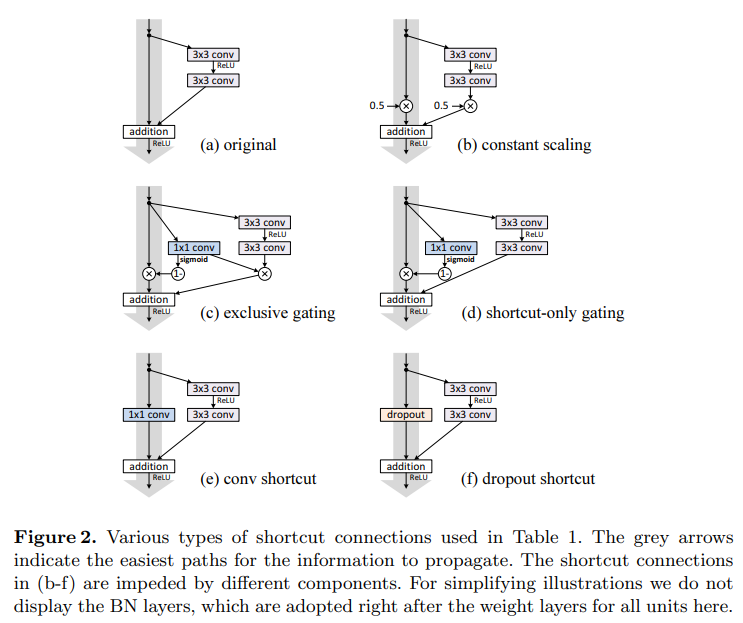 3x3 conv
ReLU
3x3 conv
addition
ReLU
(a) original
3x3 conv
ReLU
3x3 conv
0.5
0.5
addition
ReLU
(b) constant scaling
3x3 conv
ReLU
1x1 conv
3x3 conv
sigmoid
1-
addition
ReLU
(c) exclusive gating
3x3 conv
ReLU
1x1 conv
3x3 conv
sigmoid
1-
addition
ReLU
(d) shortcut-only gating
3x3 conv
ReLU
1x1 conv
3x3 conv
addition
ReLU
(e) conv shortcut
3x3 conv
ReLU
dropout
3x3 conv
addition
ReLU
(f) dropout shortcut
Figure 2. Various types of shortcut connections used in Table 1. The grey arrows
indicate the easiest paths for the information to propagate. The shortcut connections
in (b-f) are impeded by different components. For simplifying illustrations we do not
display the BN layers, which are adopted right after the weight layers for all units here.